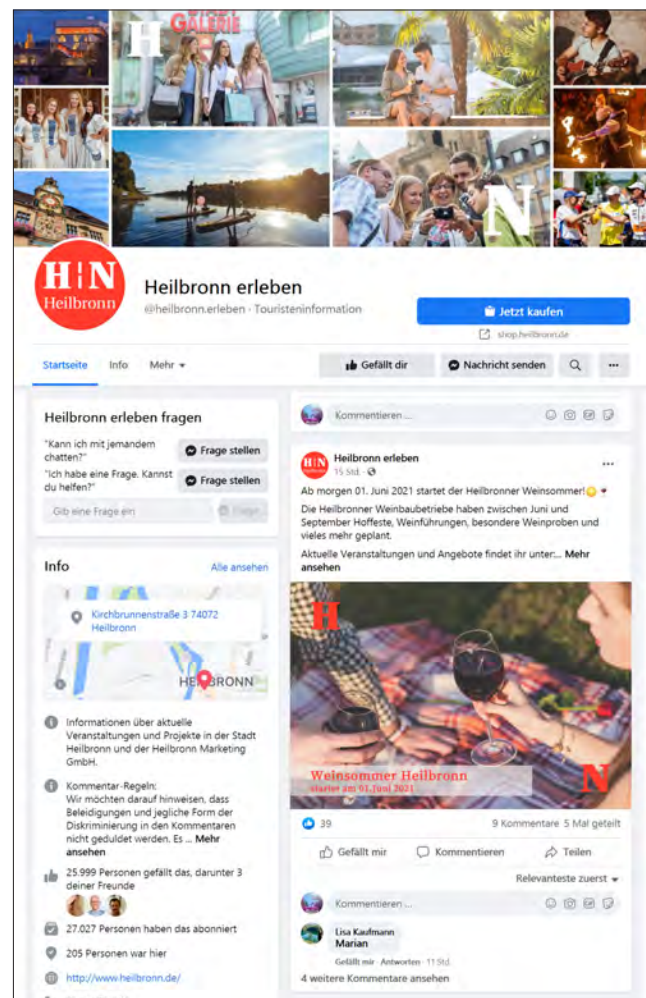 STADT
GALERIE
H
N
H¦N
Heilbronn
Heilbronn erleben
@heilbronn.erleben · Touristeninformation
Jetzt kaufen
shop.heilbronn.de
Startseite
Info
Mehr
Gefällt dir
Nachricht senden
Heilbronn erleben fragen
"Kann ich mit jemandem
chatten?"
Frage stellen
"Ich habe eine Frage. Kannst
du helfen?"
Frage stellen
Gib eine Frage ein
Frage
Info
Alle ansehen
Kirchbrunnenstraße 3 74072
Heilbronn
HEILBRONN
Informationen über aktuelle
Veranstaltungen und Projekte in der Stadt
Heilbronn und der Heilbronn Marketing
GmbH.
Kommentar-Regeln:
Wir möchten darauf hinweisen, dass
Beleidigungen und jegliche Form der
Diskriminierung in den Kommentaren
nicht geduldet werden. Es ... Mehr
ansehen
25.999 Personen gefällt das, darunter 3
deiner Freunde
27.027 Personen haben das abonniert
205 Personen war hier
http://www.heilbronn.de/
Kommentieren ...
H¦N
Heilbronn
Heilbronn erleben
15 Std. ·
Ab morgen 01. Juni 2021 startet der Heilbronner Weinsommer!😋🍷
Die Heilbronner Weinbaubetriebe haben zwischen Juni und
September Hoffeste, Weinführungen, besondere Weinproben und
vieles mehr geplant.
Aktuelle Veranstaltungen und Angebote findet ihr unter:... Mehr
ansehen
H
Weinsommer Heilbronn
startet am 01. Juni 2021
N
39
9 Kommentare 5 Mal geteilt
Gefällt mir
Kommentieren
Teilen
Relevanteste zuerst
Kommentieren ...
Lisa Kaufmann
Marian
Gefällt mir · Antworten · 11 Std.
4 weitere Kommentare ansehen